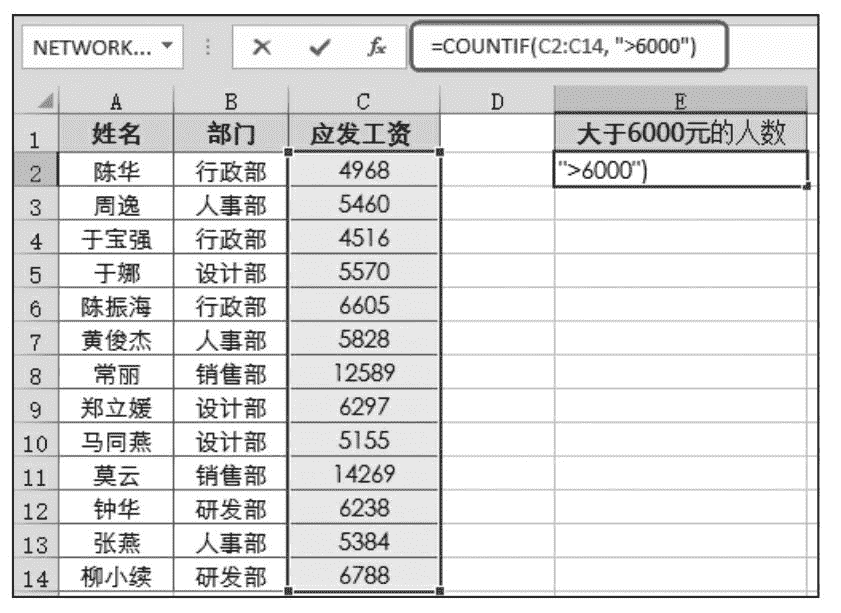 NETWORK... =COUNTIF(C2:C14, ">6000")
A B C D E
1 姓名 部门 应发工资 大于6000元的人数
2 陈华 行政部 4968 ">6000")
3 周逸 人事部 5460
4 于宝强 行政部 4516
5 于娜 设计部 5570
6 陈振海 行政部 6605
7 黄俊杰 人事部 5828
8 常丽 销售部 12589
9 郑立媛 设计部 6297
10 马同燕 设计部 5155
11 莫云 销售部 14269
12 钟华 研发部 6238
13 张燕 人事部 5384
14 柳小续 研发部 6788